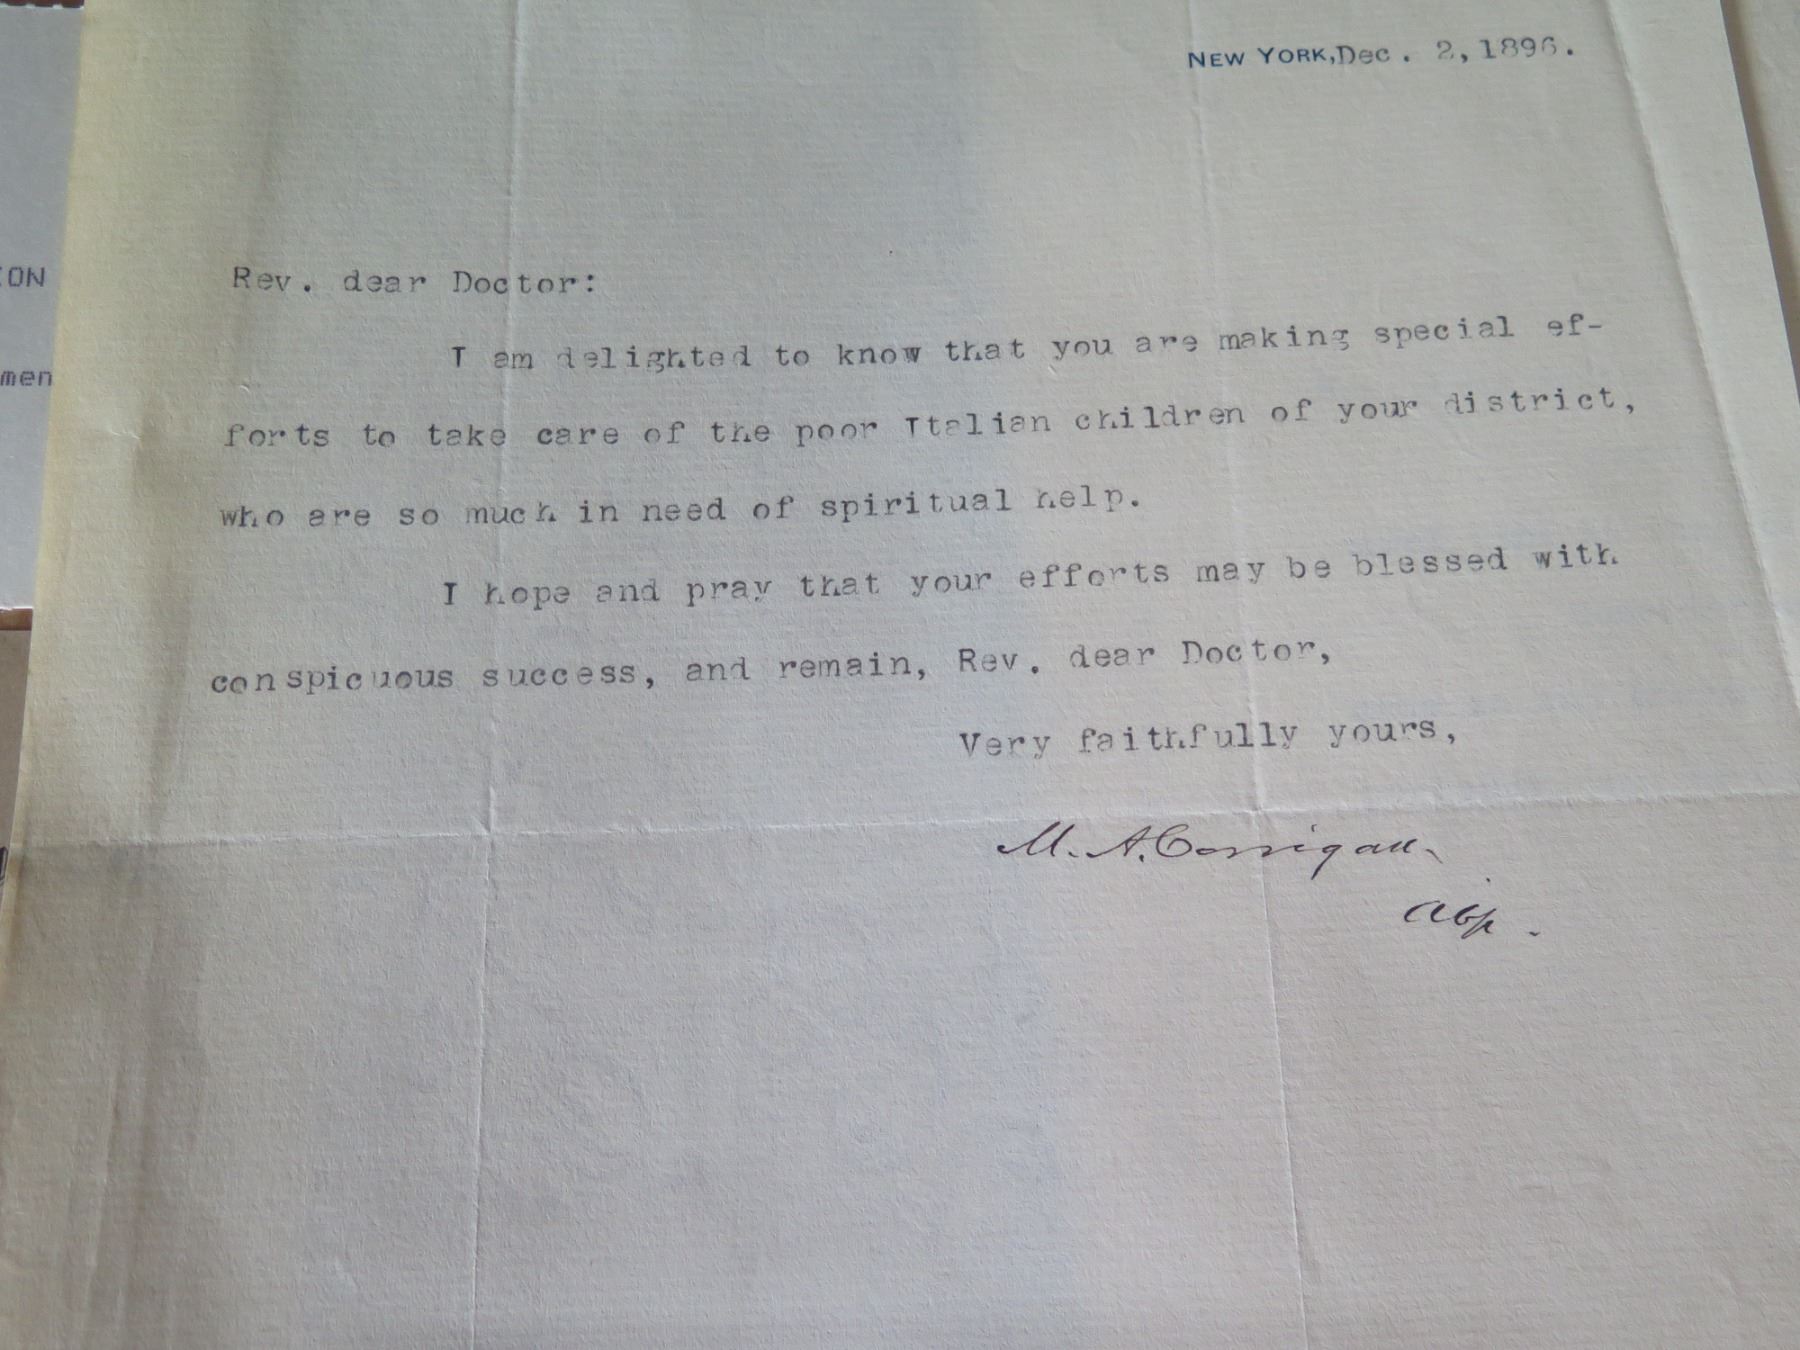 NEW YORK, Dec. 2, 1896.
Rev. dear Doctor:
I am delighted to know that you are making special ef-
forts to take care of the poor Italian children of your district,
who are so much in need of spiritual help.
I hope and pray that your efforts may be blessed with
conspicuous success, and remain, Rev. dear Doctor,
Very faithfully yours,
M. A. Corrigan,
Abp.
ION
men